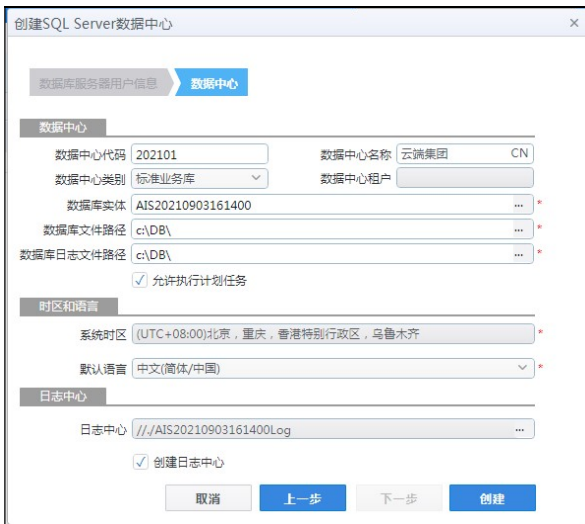 创建SQL Server数据中心 ×
数据库服务器用户信息 数据中心
数据中心
数据中心代码 202101 数据中心名称 云端集团 CN
数据中心类别 标准业务库 数据中心租户
数据库实体 AIS20210903161400 ... *
数据库文件路径 c:\DB\ ... *
数据库日志文件路径 c:\DB\ ... *
允许执行计划任务
时区和语言
系统时区 (UTC+08:00)北京，重庆，香港特别行政区，乌鲁木齐 *
默认语言 中文(简体/中国) *
日志中心
日志中心 //./AIS20210903161400Log ...
创建日志中心
取消 上一步 下一步 创建